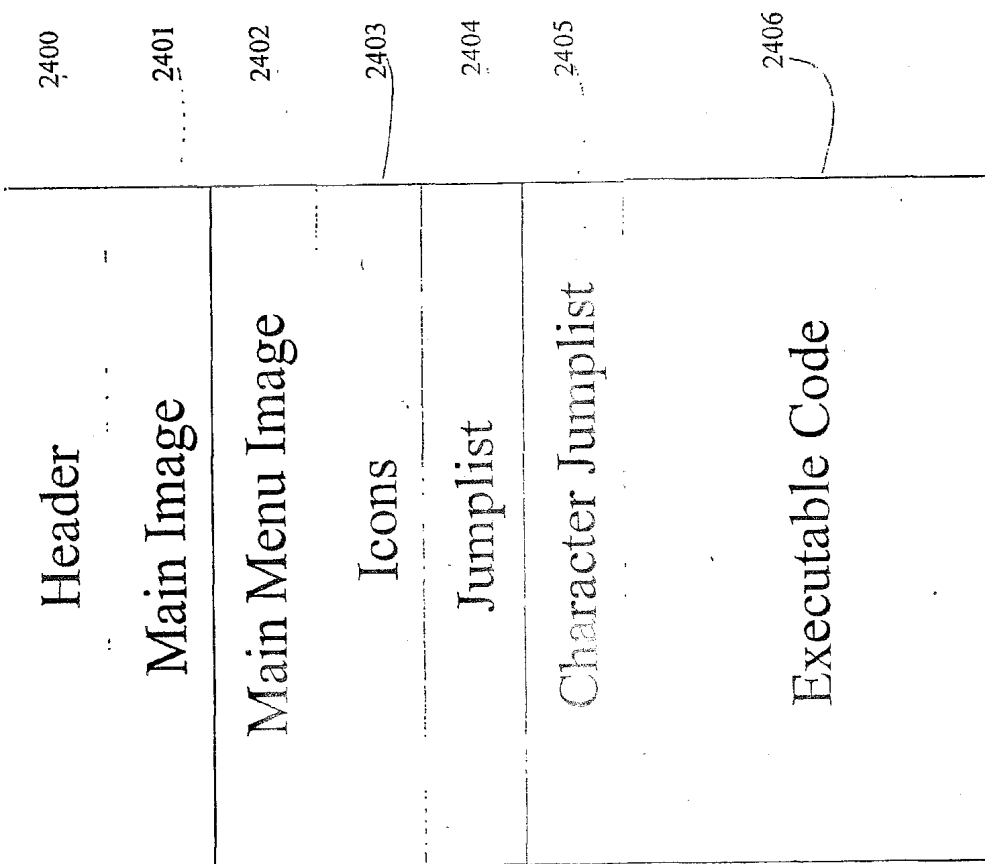 Header 2400
Main Image 2401
Main Menu Image 2402
Icons 2403
Jumplist 2404
Character Jumplist 2405
Executable Code 2406